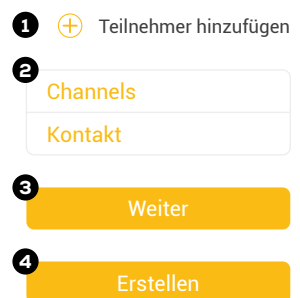 1 Teilnehmer hinzufügen
2
Channels
Kontakt
3
Weiter
4
Erstellen